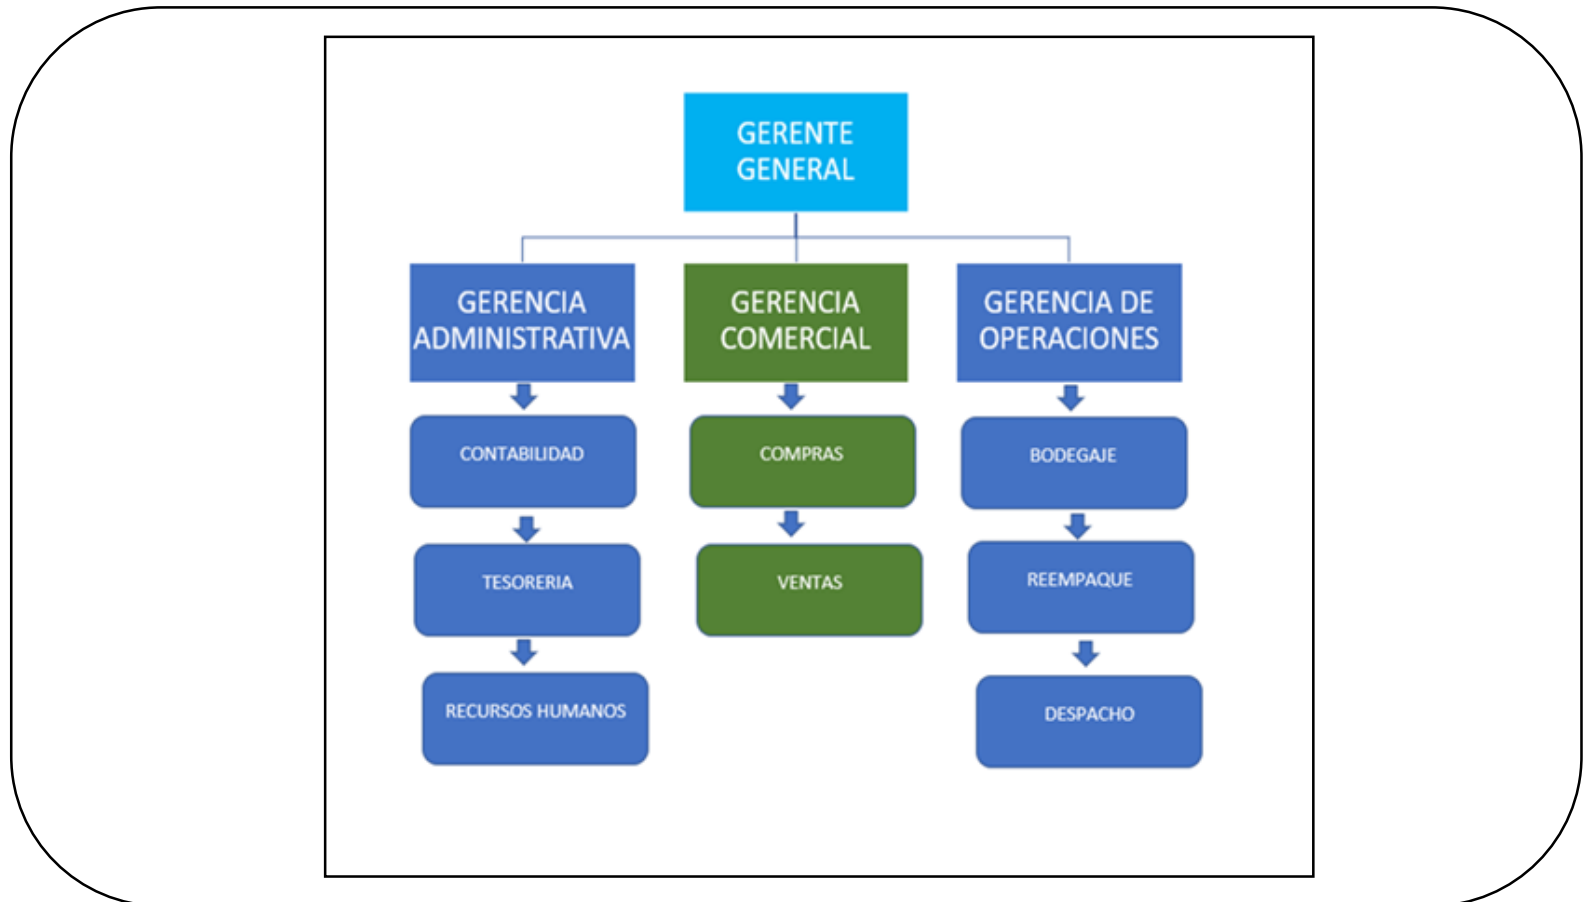 GERENTE
GENERAL
GERENCIA
ADMINISTRATIVA
GERENCIA
COMERCIAL
GERENCIA DE
OPERACIONES
CONTABILIDAD
COMPRAS
BODEGAJE
TESORERIA
VENTAS
REEMPAQUE
RECURSOS HUMANOS
DESPACHO